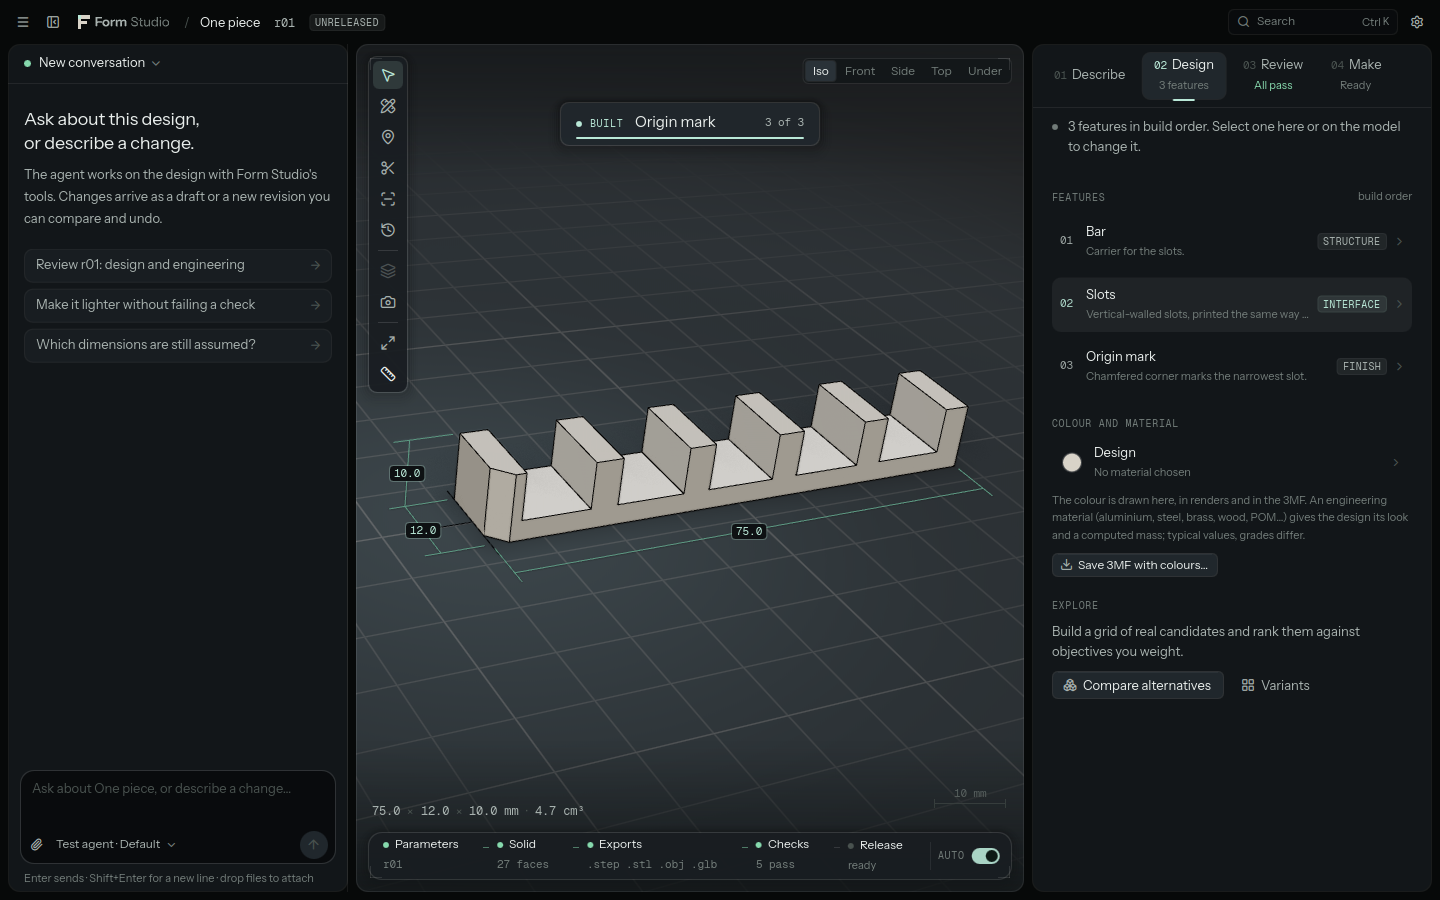 Form Studio / One piece r01 UNRELEASED
Search Ctrl K
New conversation
Ask about this design,
or describe a change.
The agent works on the design with Form Studio's
tools. Changes arrive as a draft or a new revision you
can compare and undo.
Review r01: design and engineering
Make it lighter without failing a check
Which dimensions are still assumed?
Ask about One piece, or describe a change…
Test agent · Default
Enter sends · Shift+Enter for a new line · drop files to attach
Iso Front Side Top Under
BUILT Origin mark 3 of 3
10.0
12.0
75.0
10 mm
75.0 × 12.0 × 10.0 mm · 4.7 cm³
Parameters
r01
Solid
27 faces
Exports
.step .stl .obj .glb
Checks
5 pass
Release
ready
AUTO
01 Describe
02 Design
3 features
03 Review
All pass
04 Make
Ready
3 features in build order. Select one here or on the model
to change it.
FEATURES build order
01 Bar STRUCTURE
Carrier for the slots.
02 Slots INTERFACE
Vertical-walled slots, printed the same way …
03 Origin mark FINISH
Chamfered corner marks the narrowest slot.
COLOUR AND MATERIAL
Design
No material chosen
The colour is drawn here, in renders and in the 3MF. An engineering
material (aluminium, steel, brass, wood, POM…) gives the design its look
and a computed mass; typical values, grades differ.
Save 3MF with colours…
EXPLORE
Build a grid of real candidates and rank them against
objectives you weight.
Compare alternatives Variants